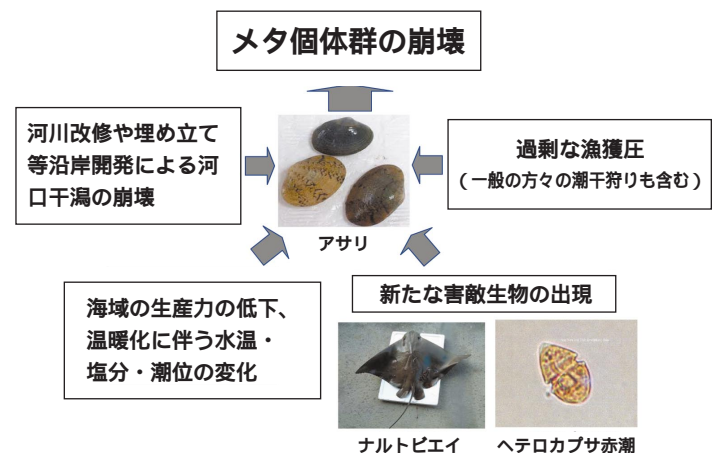 メタ個体群の崩壊
河川改修や埋め立て
等沿岸開発による河
口干潟の崩壊
過剰な漁獲圧
(一般の方々の潮干狩りも含む)
アサリ
海域の生産力の低下、
温暖化に伴う水温・
塩分・潮位の変化
新たな害敵生物の出現
ナルトビエイ
ヘテロカプサ赤潮